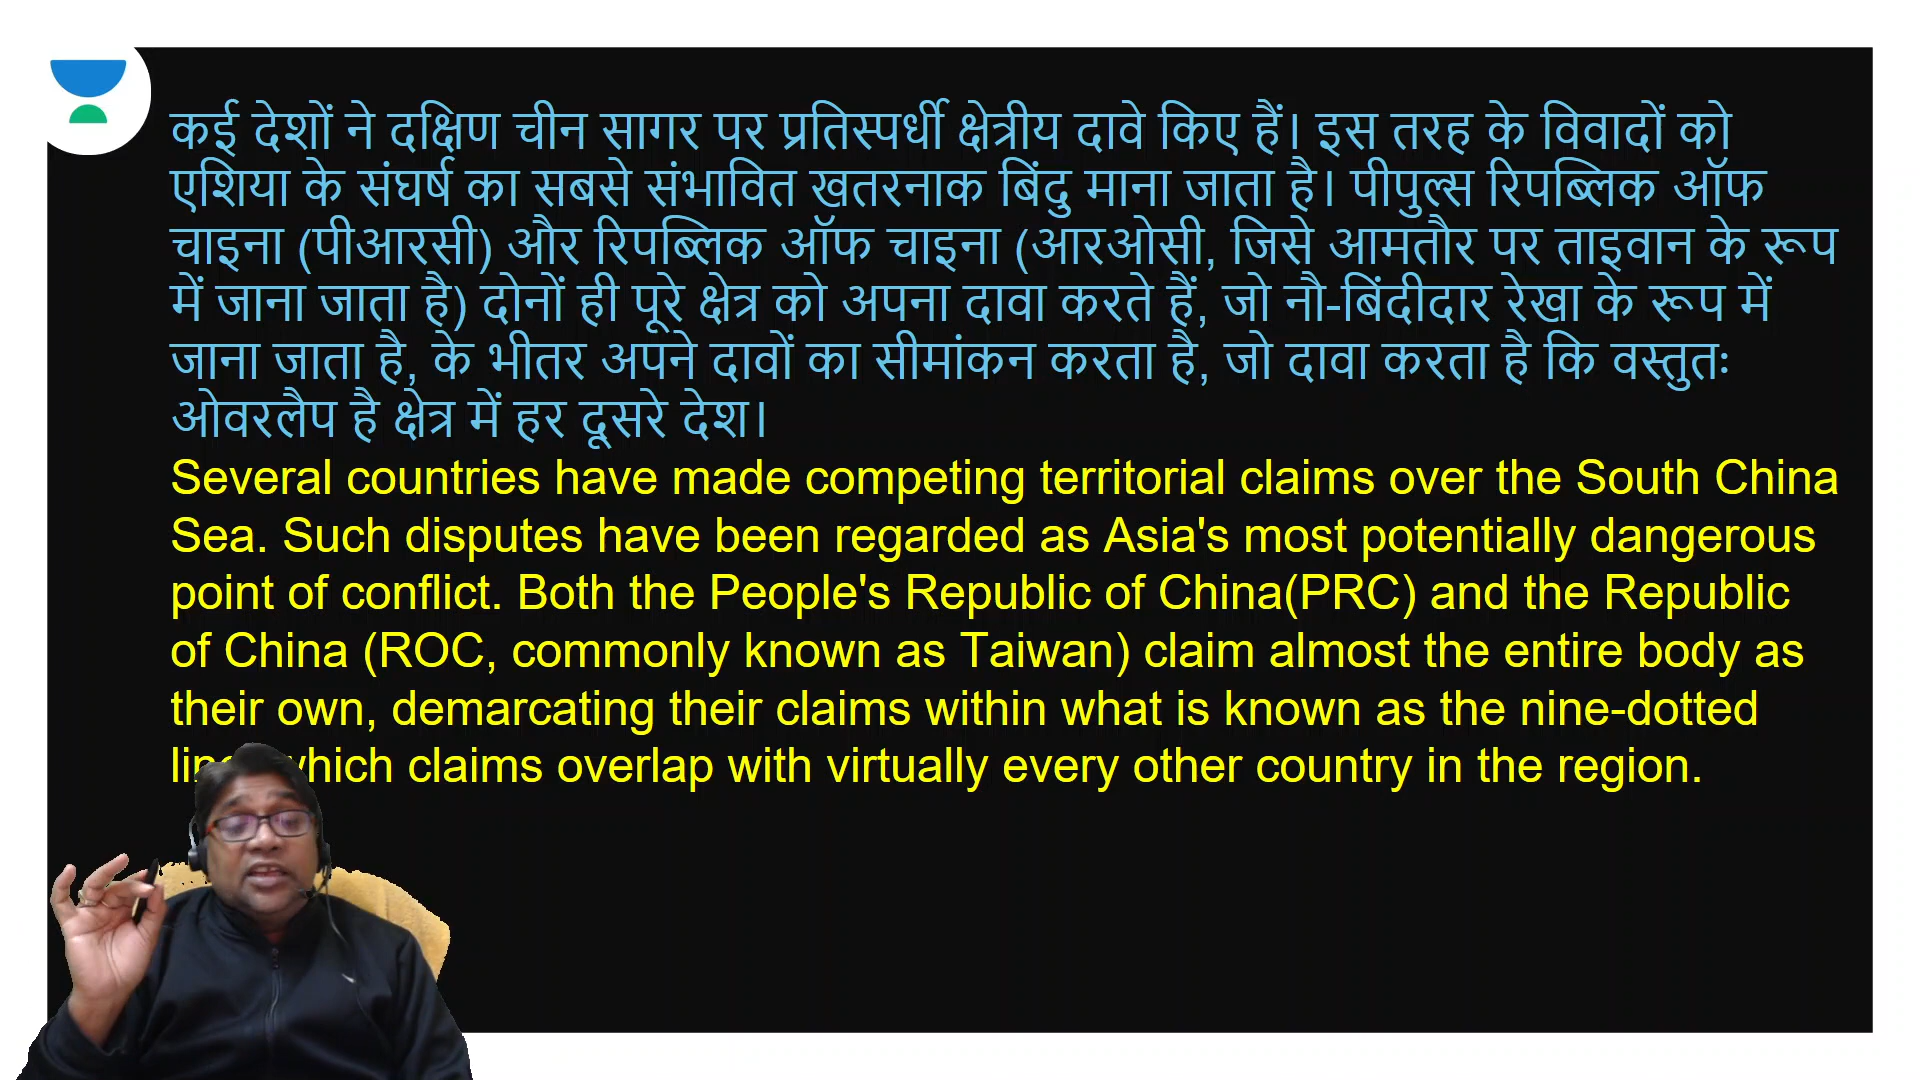 कई देशों ने दक्षिण चीन सागर पर प्रतिस्पर्धी क्षेत्रीय दावे किए हैं। इस तरह के विवादों को
एशिया के संघर्ष का सबसे संभावित खतरनाक बिंदु माना जाता है। पीपुल्स रिपब्लिक ऑफ
चाइना (पीआरसी) और रिपब्लिक ऑफ चाइना (आरओसी, जिसे आमतौर पर ताइवान के रूप
में जाना जाता है) दोनों ही पूरे क्षेत्र को अपना दावा करते हैं, जो नौ-बिंदीदार रेखा के रूप में
जाना जाता है, के भीतर अपने दावों का सीमांकन करता है, जो दावा करता है कि वस्तुतः
ओवरलैप है क्षेत्र में हर दूसरे देश।
Several countries have made competing territorial claims over the South China
Sea. Such disputes have been regarded as Asia's most potentially dangerous
point of conflict. Both the People's Republic of China(PRC) and the Republic
of China (ROC, commonly known as Taiwan) claim almost the entire body as
their own, demarcating their claims within what is known as the nine-dotted
claims overlap with virtually every other country in the region.